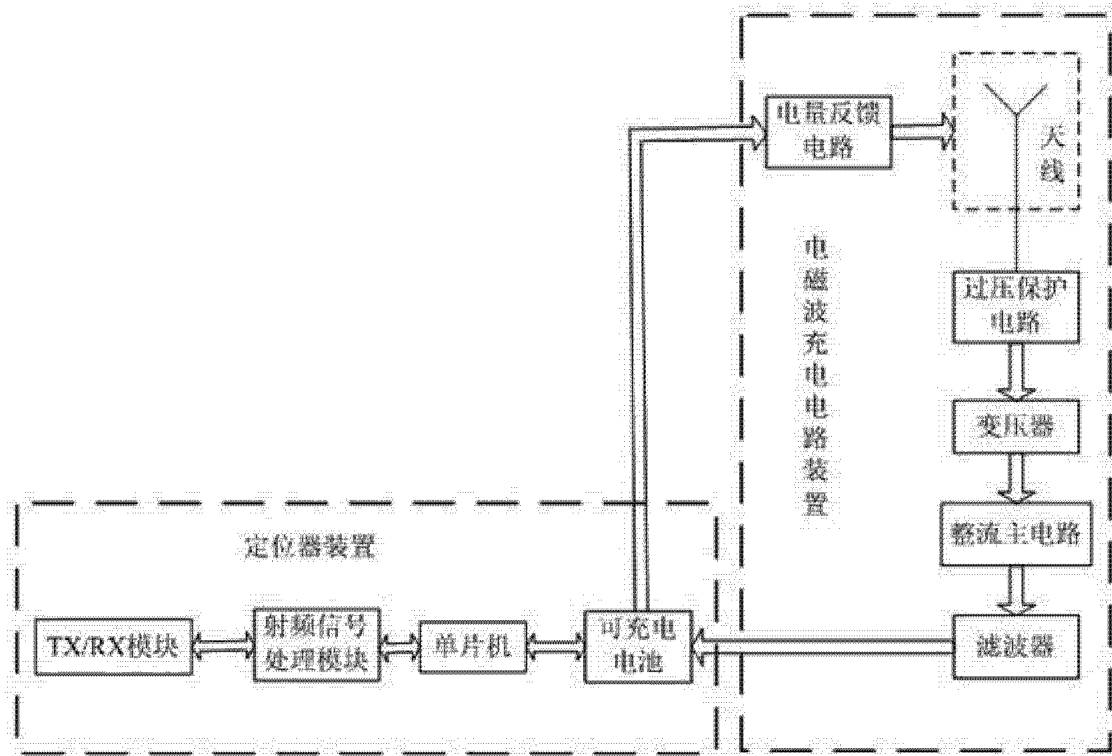 电量反馈
电路
天
线
电
磁
波
充
电
电
路
装
置
过压保护
电路
变压器
整流主电路
滤波器
定位器装置
TX/RX模块
射频信号
处理模块
单片机
可充电
电池